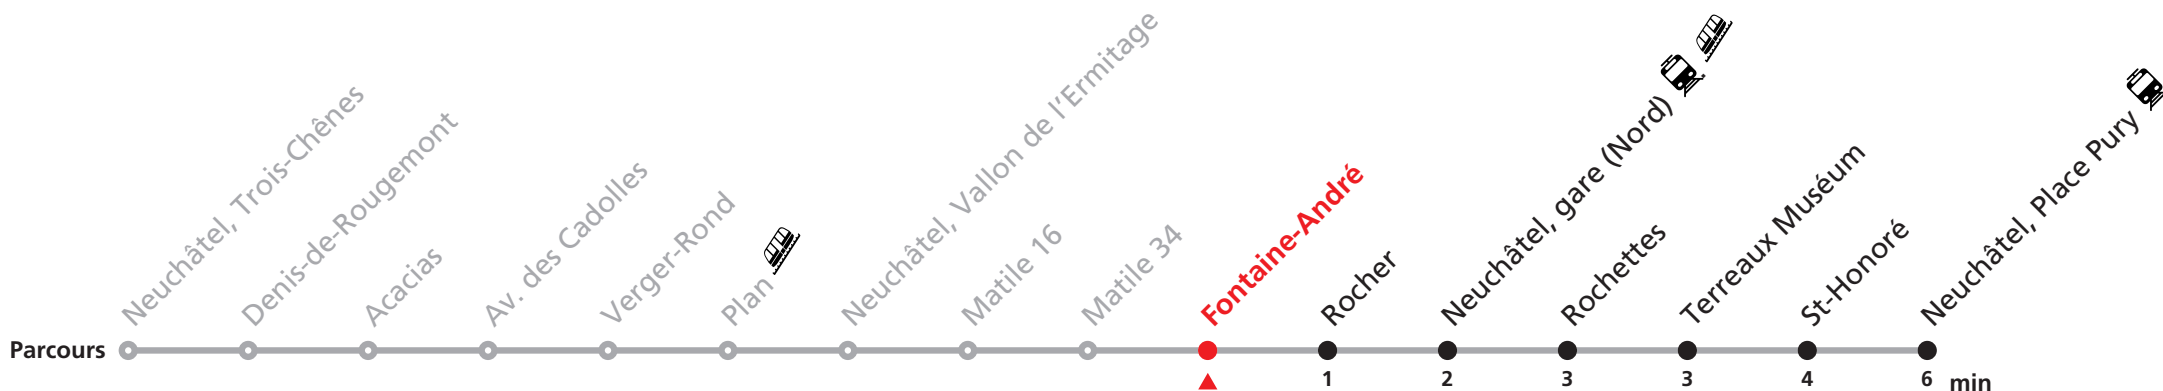 Neuchâtel, Trois-Chênes
Denis-de-Rougemont
Acacias
Av. des Cadolles
Verger-Rond
Plan
Neuchâtel, Vallon de l'Ermitage
Matile 16
Matile 34
Fontaine-André
Rocher
Neuchâtel, gare (Nord)
Rochettes
Terreaux Muséum
St-Honoré
Neuchâtel, Place Pury
Parcours
1 2 3 3 4 6 min